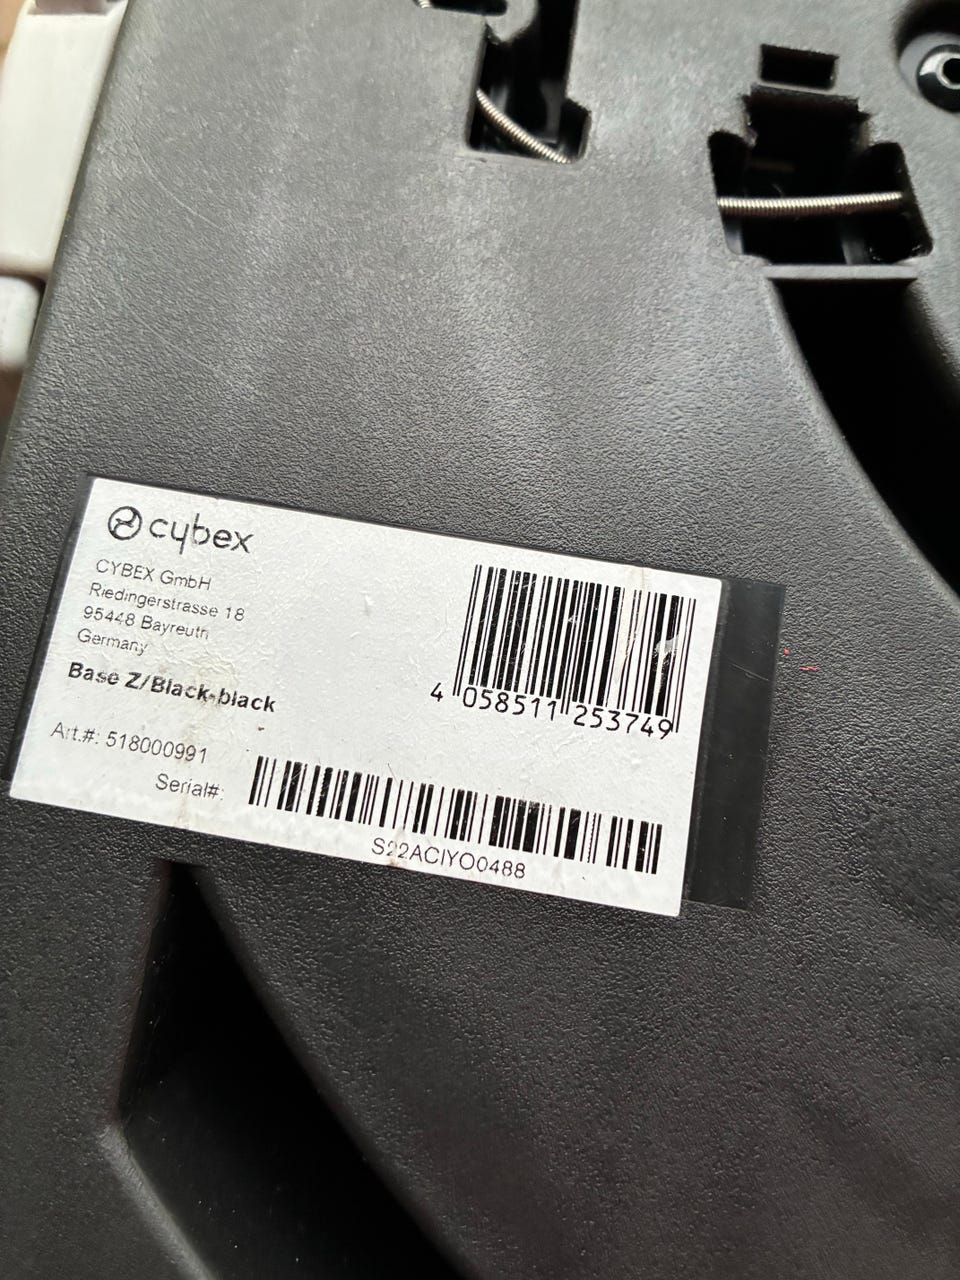 cybex
CYBEX GmbH
Riedingerstrasse 18
95448 Bayreuth
Germany
Base Z/Black-black
4 058511 253749
Art.#: 518000991
Serial#:
S22ACIYO0488